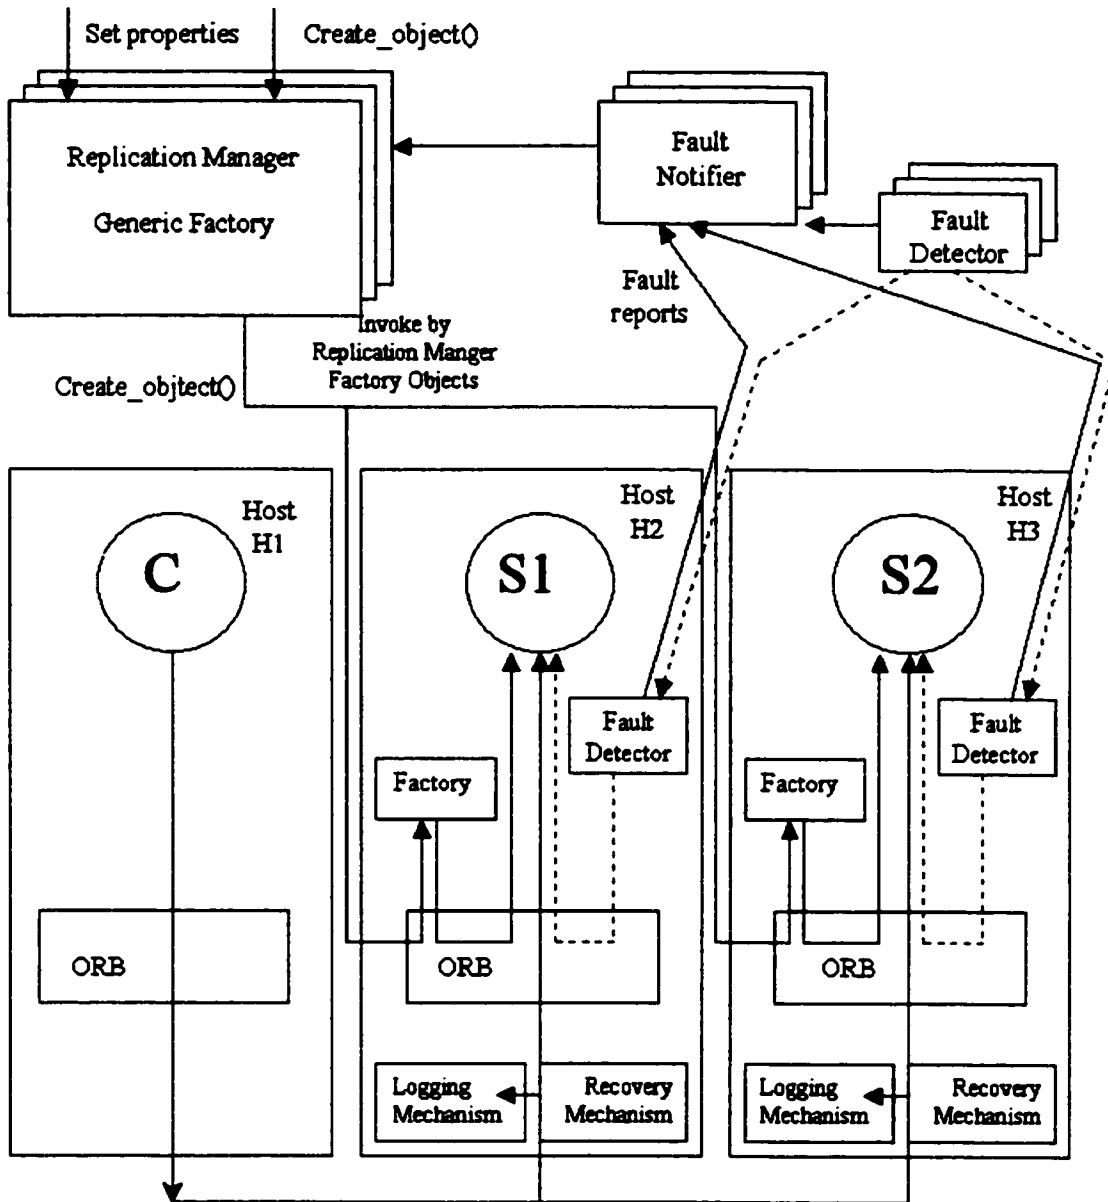 Set properties
Create_object()
Replication Manager
Generic Factory
Fault
Notifier
Fault
Detector
Fault
reports
Invoke by
Replication Manger
Factory Objects
Create_objtect()
Host
H1
C
ORB
Host
H2
S1
Fault
Detector
Factory
ORB
Logging
Mechanism
Recovery
Mechanism
Host
H3
S2
Fault
Detector
Factory
ORB
Logging
Mechanism
Recovery
Mechanism